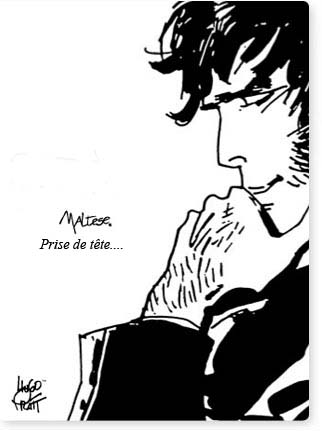 Maltese.
Prise de tête....
HUGO
PRATT